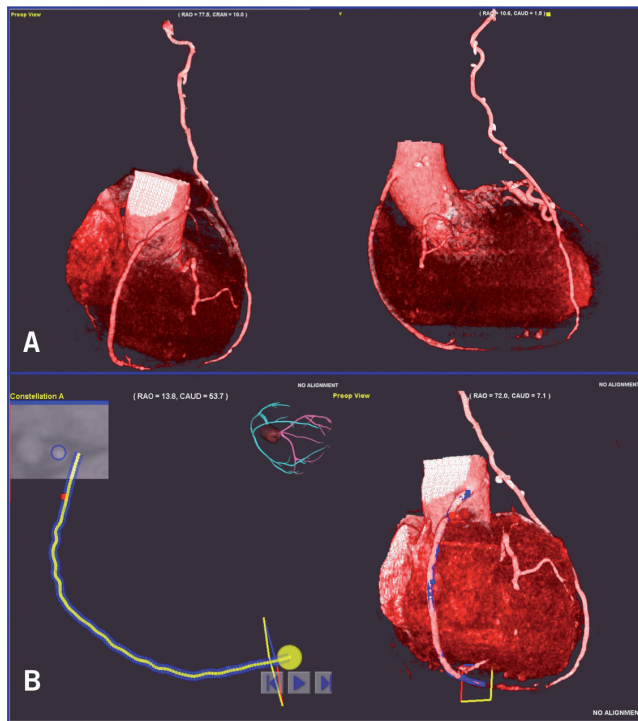 Preop View
( RAO = 77.8, CRAN = 10.0 )
v
( RAO = 10.6, CAUD = 1.8 )
A
NO ALIGNMENT
NO ALIGNMENT
Constellation A
( RAO = 13.8, CAUD = 53.7 )
Preop View
( RAO = 72.0, CAUD = 7.1 )
B
NO ALIGNMENT